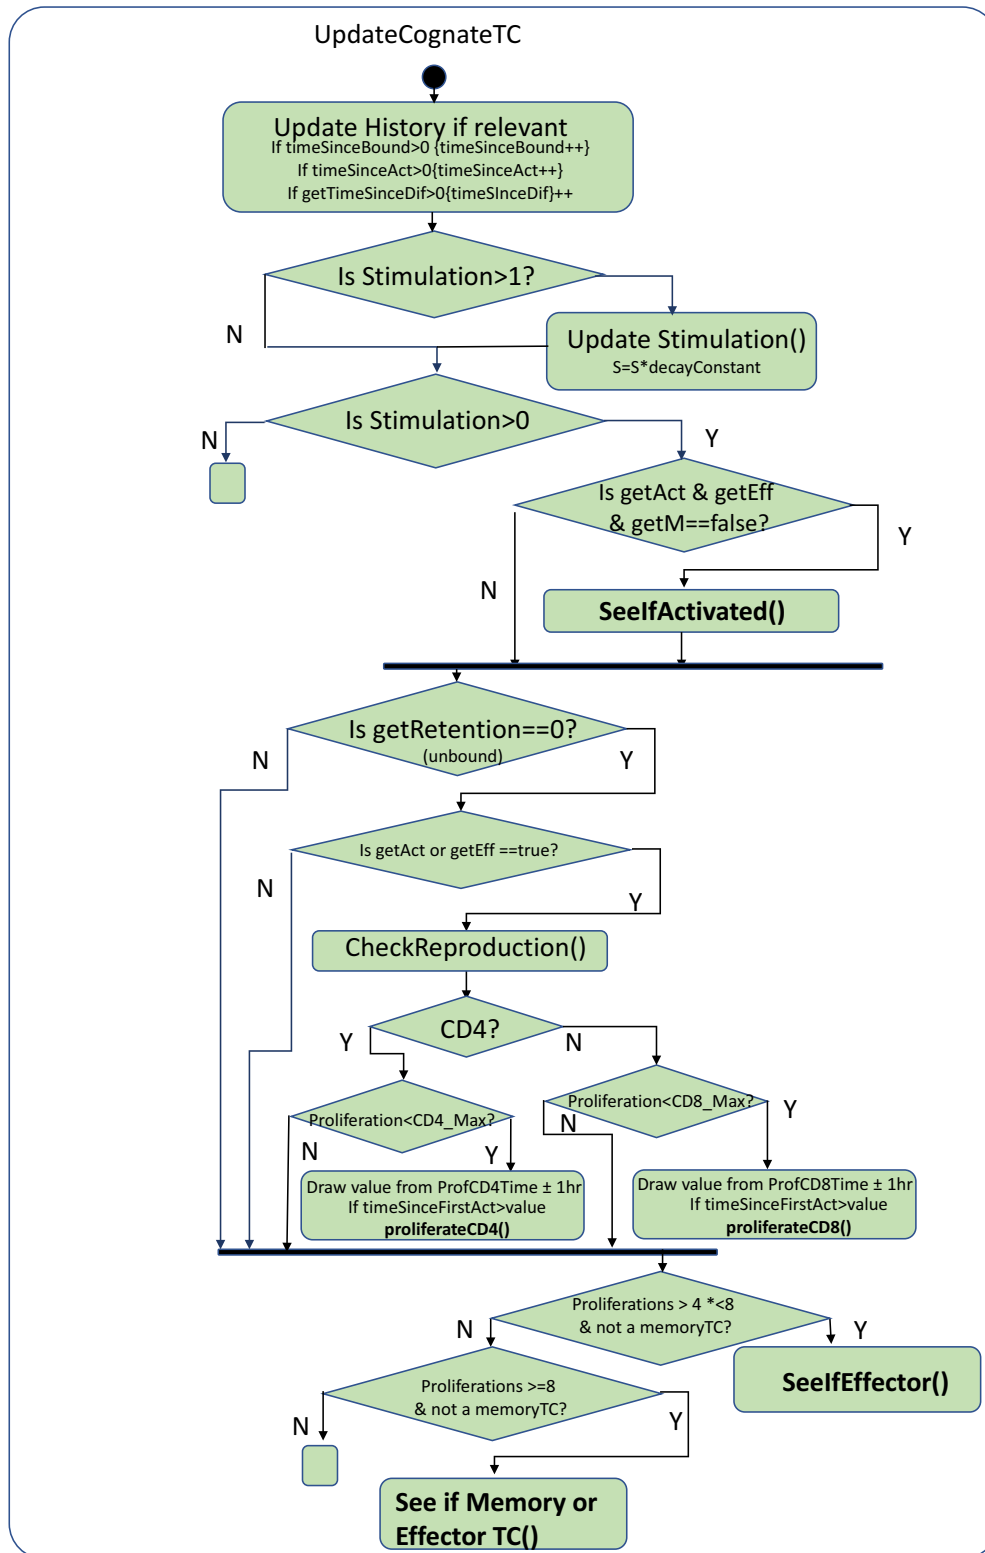 UpdateCognateTC
Update History if relevant
If timeSinceBound>0 {timeSinceBound++}
If timeSinceAct>0{timeSinceAct++}
If getTimeSinceDif>0{timeSInceDif}++
Is Stimulation>1?
N
Update Stimulation()
S=S*decayConstant
Is Stimulation>0
N
Y
Is getAct & getEff
& getM==false?
Y
N
SeeIfActivated()
Is getRetention==0?
(unbound)
N
Y
Is getAct or getEff ==true?
N
Y
CheckReproduction()
CD4?
Y
N
Proliferation<CD4_Max?
N
Y
Proliferation<CD8_Max?
N
Y
Draw value from ProfCD4Time ± 1hr
If timeSinceFirstAct>value
proliferateCD4()
Draw value from ProfCD8Time ± 1hr
If timeSinceFirstAct>value
proliferateCD8()
Proliferations > 4 *<8
& not a memoryTC?
N
Y
SeeIfEffector()
Proliferations >=8
& not a memoryTC?
N
Y
See if Memory or
Effector TC()